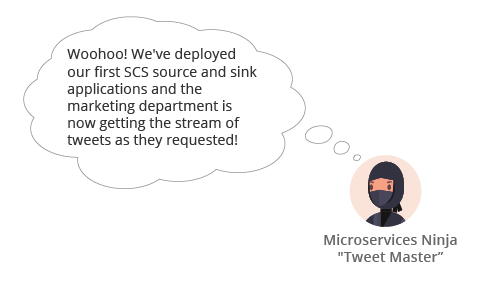 Woohoo! We've deployed
our first SCS source and sink
applications and the
marketing department is
now getting the stream of
tweets as they requested!
Microservices Ninja
"Tweet Master”